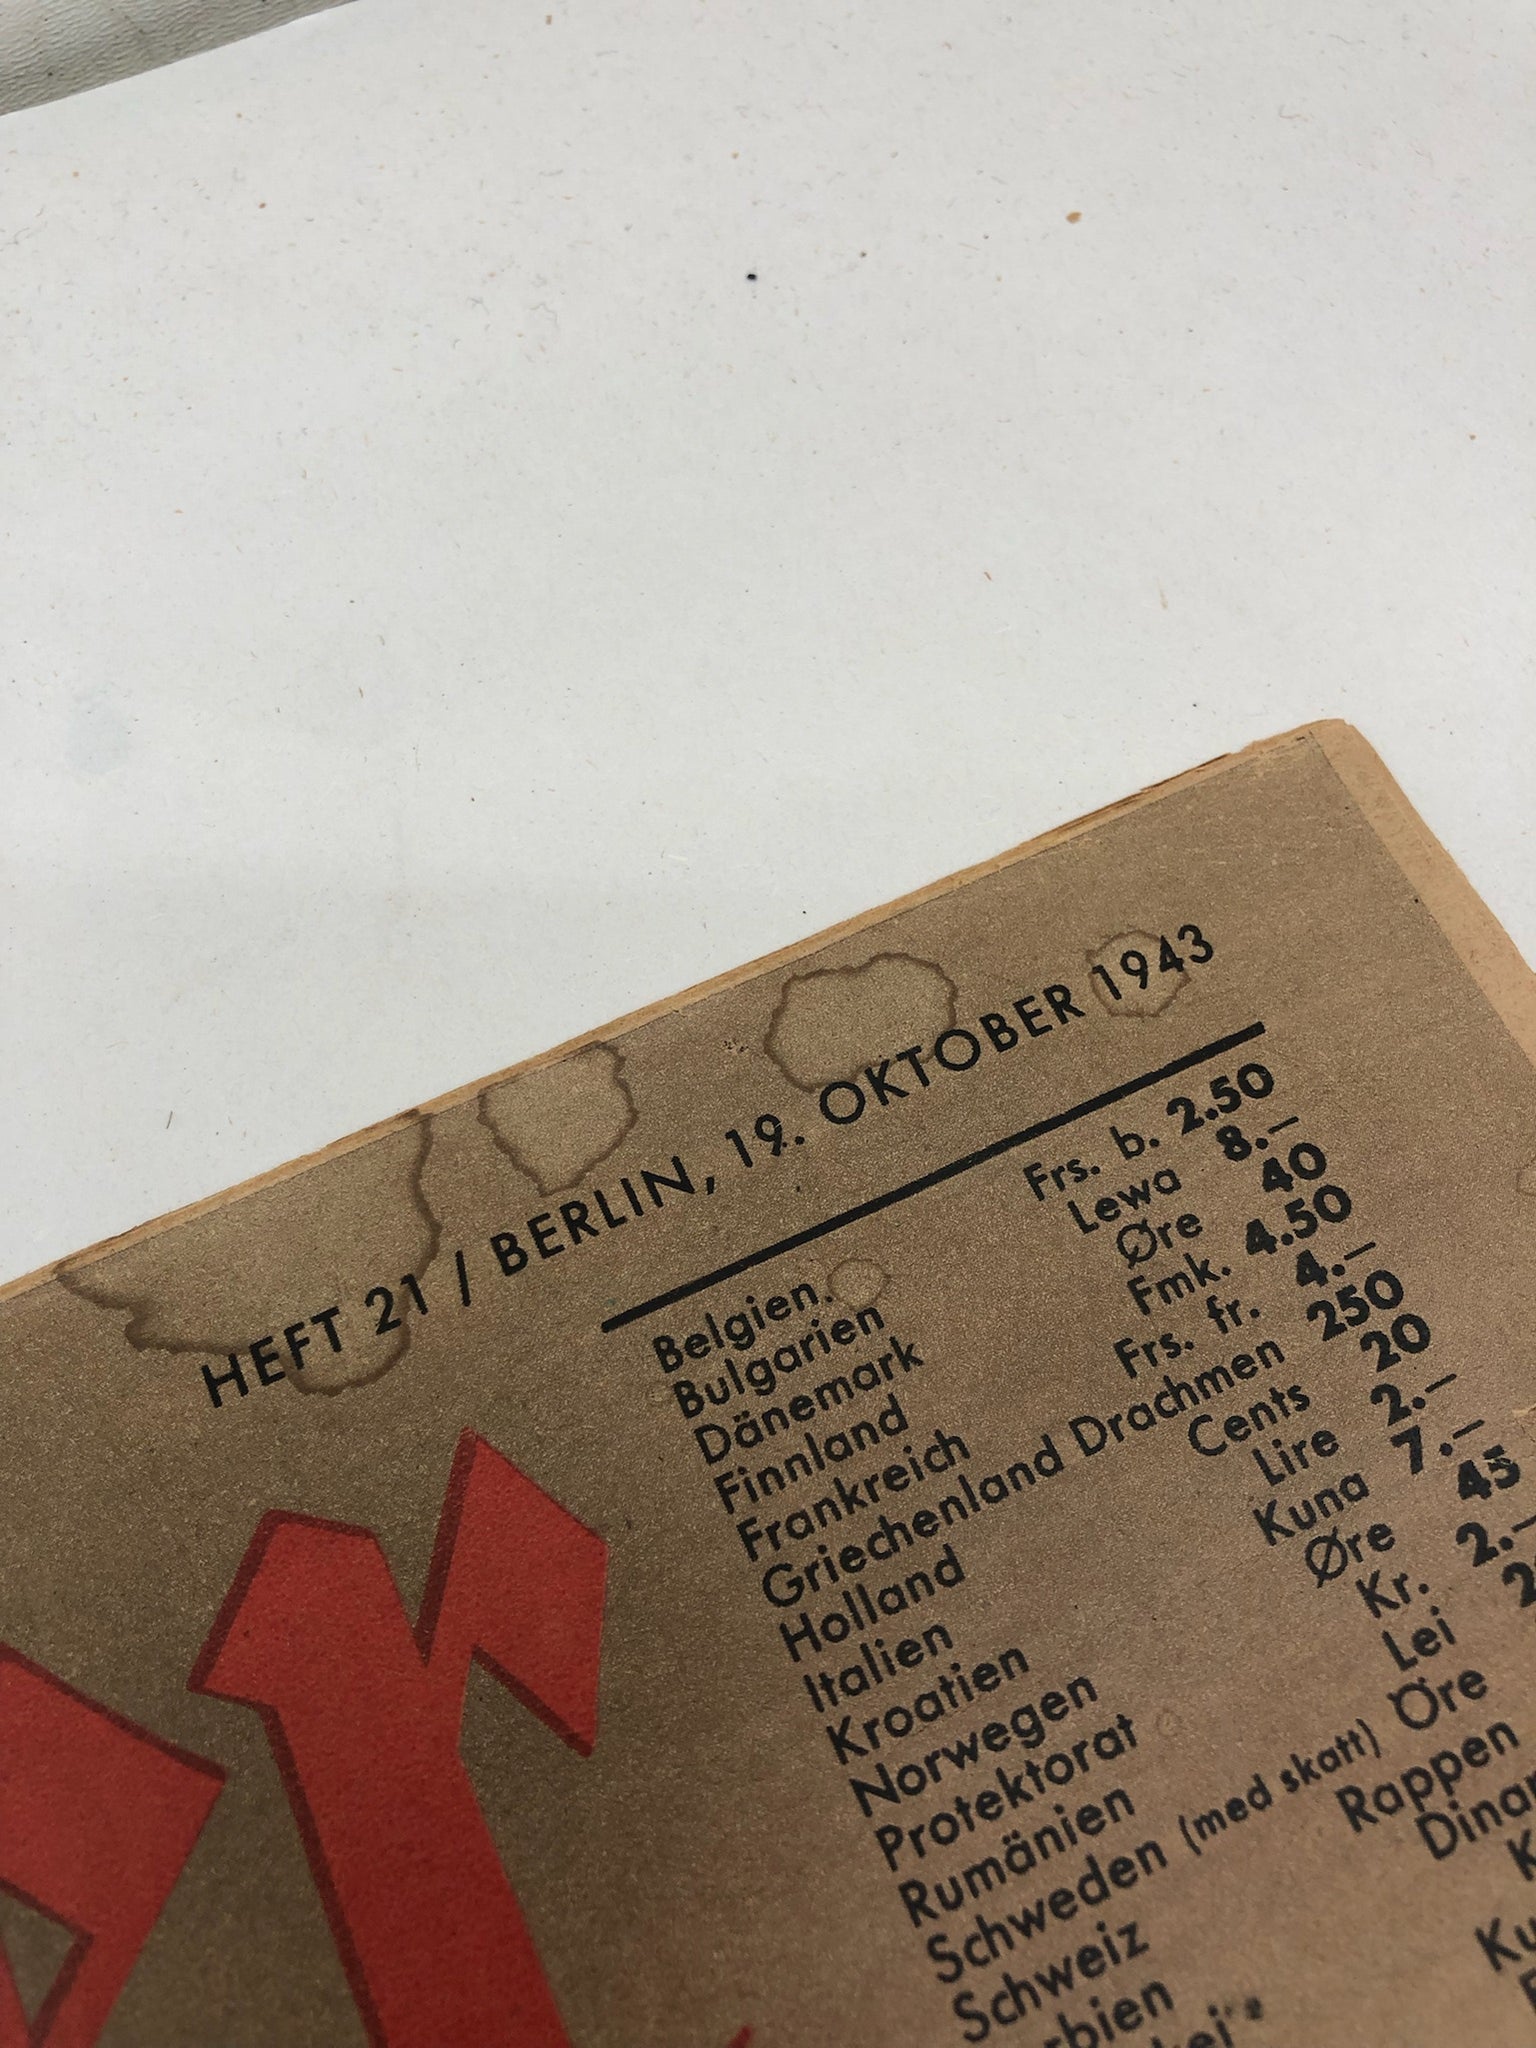 HEFT 21 / BERLIN, 19. OKTOBER 1943
Belgien. Frs. b. 2.50
Bulgarien Lewa 8.–
Dänemark Øre 40
Finnland Fmk. 4.50
Frankreich Frs. fr. 4.–
Griechenland Drachmen 250
Holland Cents 20
Italien Lire 2.–
Kroatien Kuna 7.–
Norwegen Øre 45
Protektorat Kr. 2.–
Rumänien Lei
Schweden (med skatt) Öre
Schweiz Rappen